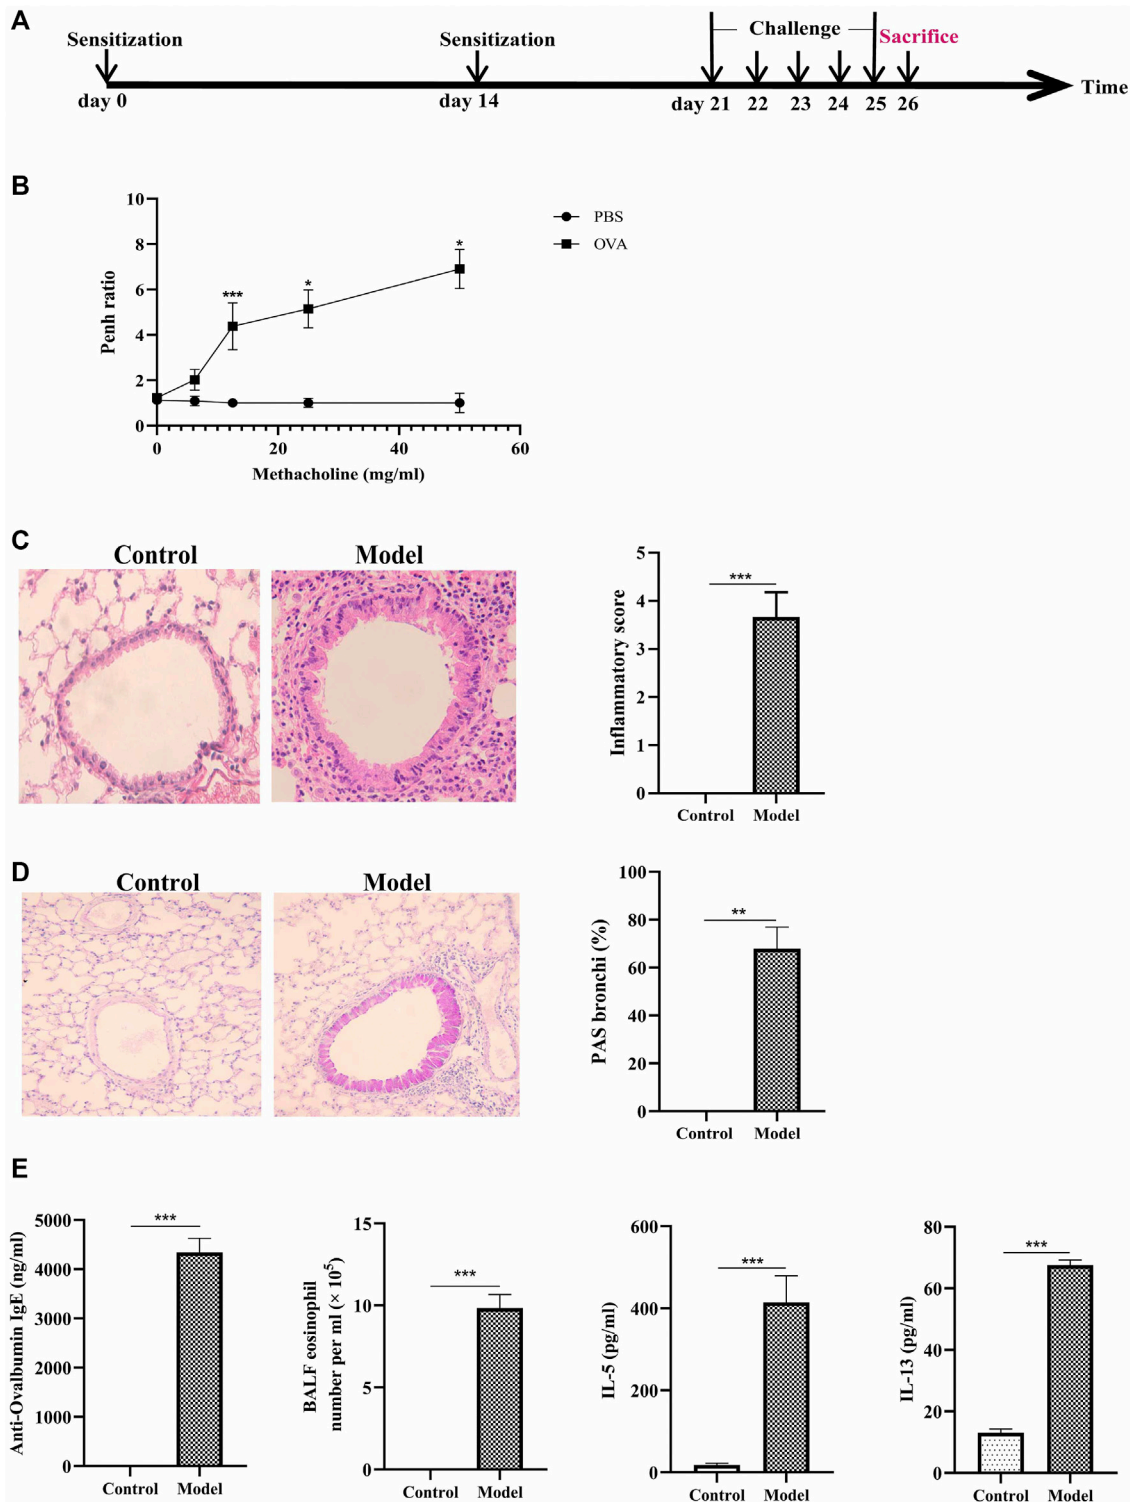 A
Sensitization
Sensitization
Challenge
Sacrifice
day 0
day 14
day 21
22
23
24
25
26
Time
B
10
8
6
4
2
0
Penh ratio
***
*
*
0
20
40
60
Methacholine (mg/ml)
PBS
OVA
C
Control
Model
5
4
3
2
1
0
Inflammatory score
***
Control
Model
D
Control
Model
100
80
60
40
20
0
PAS bronchi (%)
**
Control
Model
E
5000
4000
3000
2000
1000
0
Anti-Ovalbumin IgE (ng/ml)
***
Control
Model
15
10
5
0
BALF eosinophil
number per ml (× 10⁵)
***
Control
Model
600
400
200
0
IL-5 (pg/ml)
***
Control
Model
80
60
40
20
0
IL-13 (pg/ml)
***
Control
Model